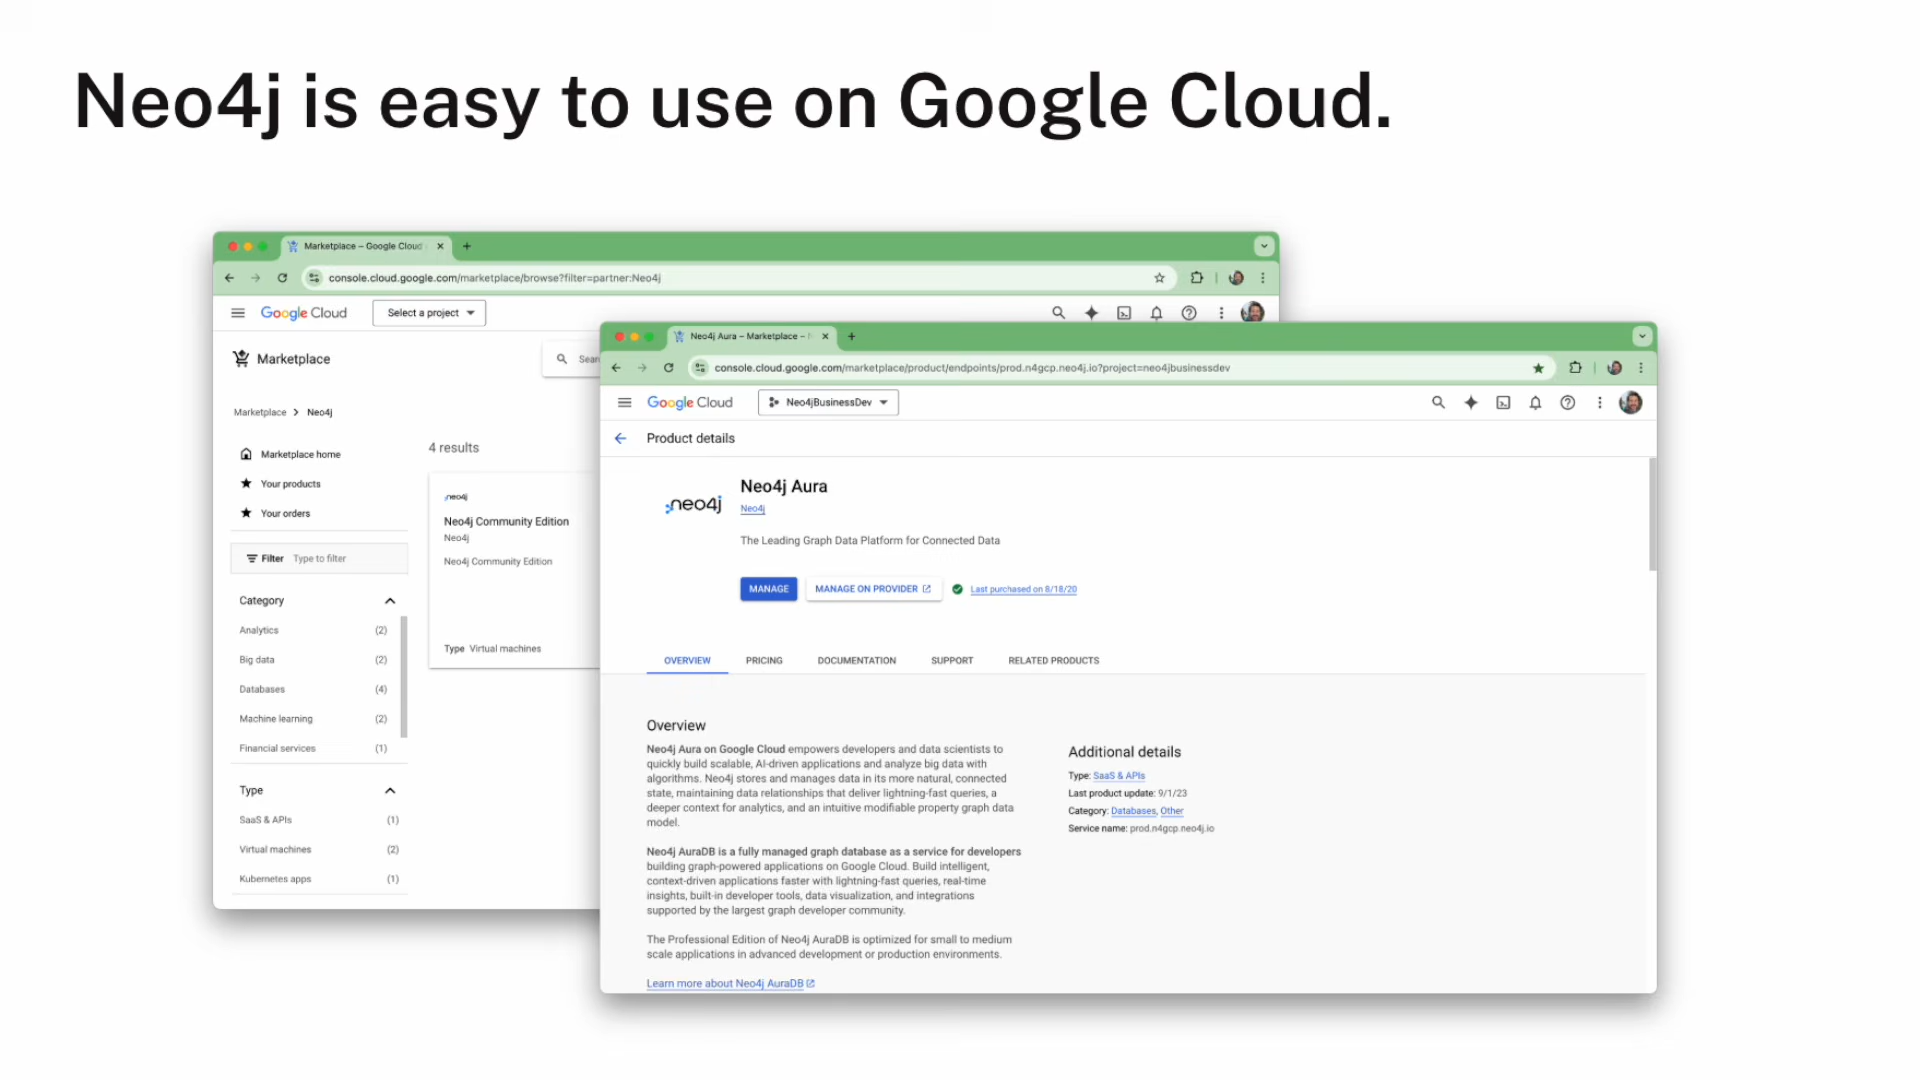 Neo4j is easy to use on Google Cloud.
Marketplace – Google Cloud
console.cloud.google.com/marketplace/browse?filter=partner:Neo4j
Google Cloud
Select a project
Marketplace
Marketplace
Neo4j
Marketplace home
Your products
Your orders
Filter Type to filter
Category
Analytics (2)
Big data (2)
Databases (4)
Machine learning (2)
Financial services (1)
Type
SaaS & APIs (1)
Virtual machines (2)
Kubernetes apps (1)
4 results
neo4j
Neo4j Community Edition
Neo4j
Neo4j Community Edition
Type Virtual machines
Neo4j Aura – Marketplace –
console.cloud.google.com/marketplace/product/endpoints/prod.n4gcp.neo4j.io?project=neo4jbusinessdev
Google Cloud
Neo4jBusinessDev
Product details
neo4j
Neo4j Aura
Neo4j
The Leading Graph Data Platform for Connected Data
MANAGE
MANAGE ON PROVIDER
Last purchased on 8/18/20
OVERVIEW
PRICING
DOCUMENTATION
SUPPORT
RELATED PRODUCTS
Overview
Neo4j Aura on Google Cloud empowers developers and data scientists to
quickly build scalable, AI-driven applications and analyze big data with
algorithms. Neo4j stores and manages data in its more natural, connected
state, maintaining data relationships that deliver lightning-fast queries, a
deeper context for analytics, and an intuitive modifiable property graph data
model.
Neo4j AuraDB is a fully managed graph database as a service for developers
building graph-powered applications on Google Cloud. Build intelligent,
context-driven applications faster with lightning-fast queries, real-time
insights, built-in developer tools, data visualization, and integrations
supported by the largest graph developer community.
The Professional Edition of Neo4j AuraDB is optimized for small to medium
scale applications in advanced development or production environments.
Learn more about Neo4j AuraDB
Additional details
Type: SaaS & APIs
Last product update: 9/1/23
Category: Databases, Other
Service name: prod.n4gcp.neo4j.io